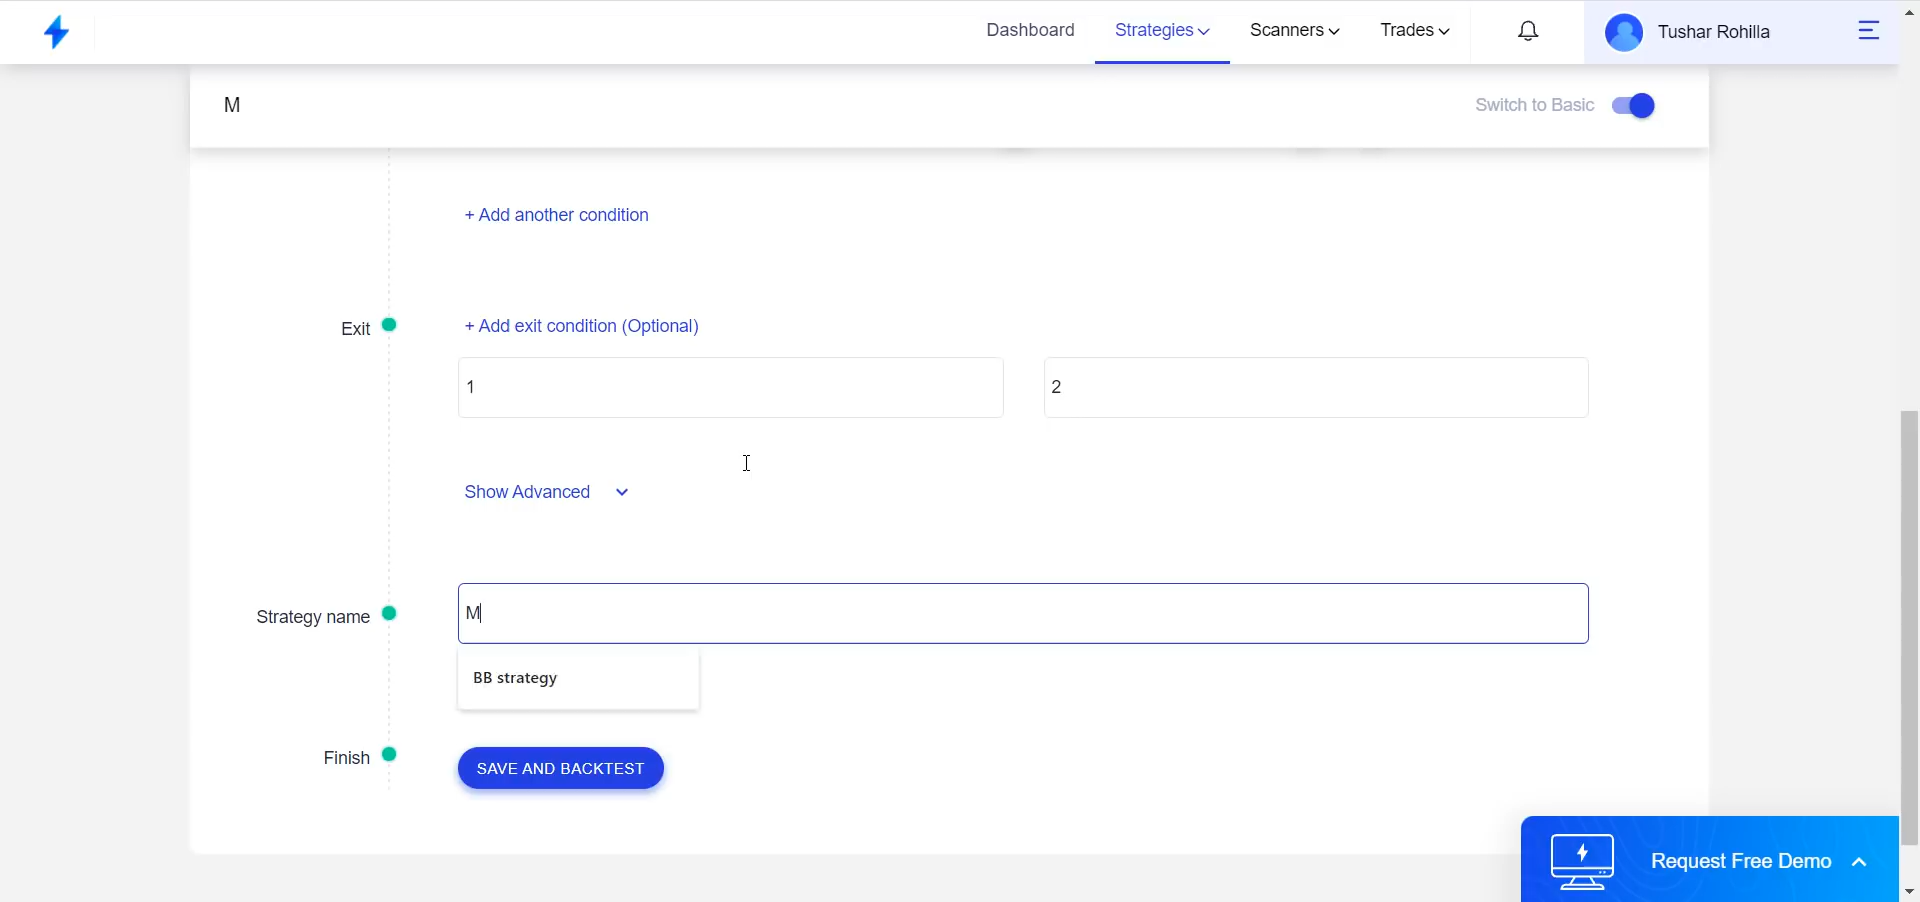 Dashboard Strategies Scanners Trades Tushar Rohilla
M Switch to Basic
+ Add another condition
Exit + Add exit condition (Optional)
1 2
Show Advanced
Strategy name M
BB strategy
Finish SAVE AND BACKTEST
Request Free Demo